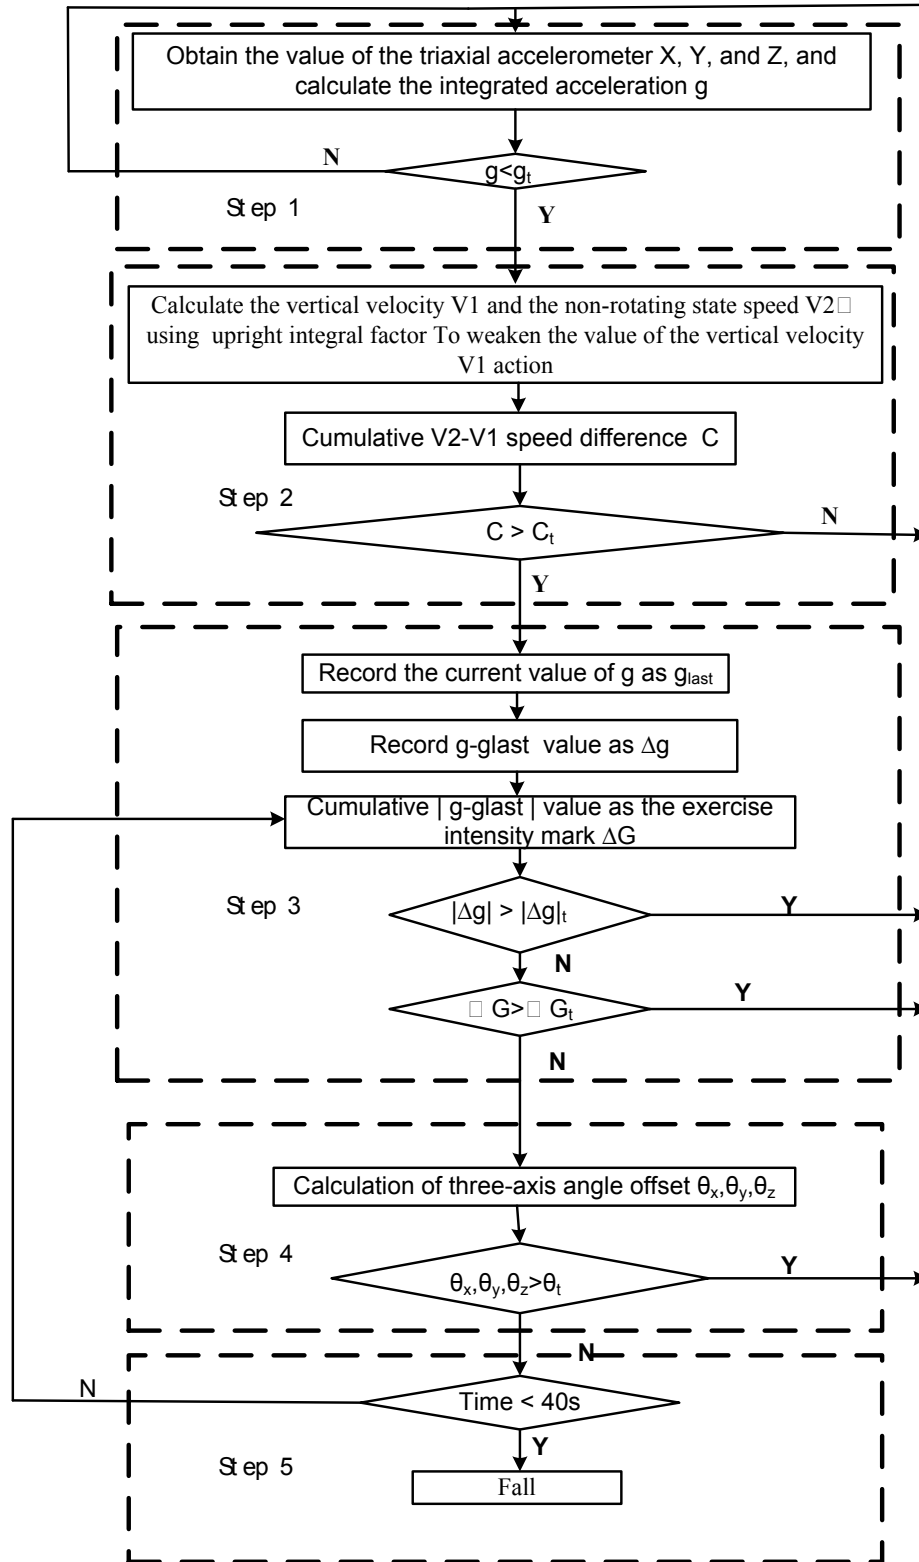 Obtain the value of the triaxial accelerometer X, Y, and Z, and
calculate the integrated acceleration g
N
g<gt
Step 1
Y
Calculate the vertical velocity V1 and the non-rotating state speed V2□
using upright integral factor To weaken the value of the vertical velocity
V1 action
Cumulative V2-V1 speed difference C
Step 2
N
C > Ct
Y
Record the current value of g as glast
Record g-glast value as Δg
Cumulative | g-glast | value as the exercise
intensity mark ΔG
Step 3
|Δg| > |Δg|t
Y
N
□ G>□ Gt
Y
N
Calculation of three-axis angle offset θx,θy,θz
Step 4
θx,θy,θz>θt
Y
N
N
Time < 40s
Y
Step 5
Fall